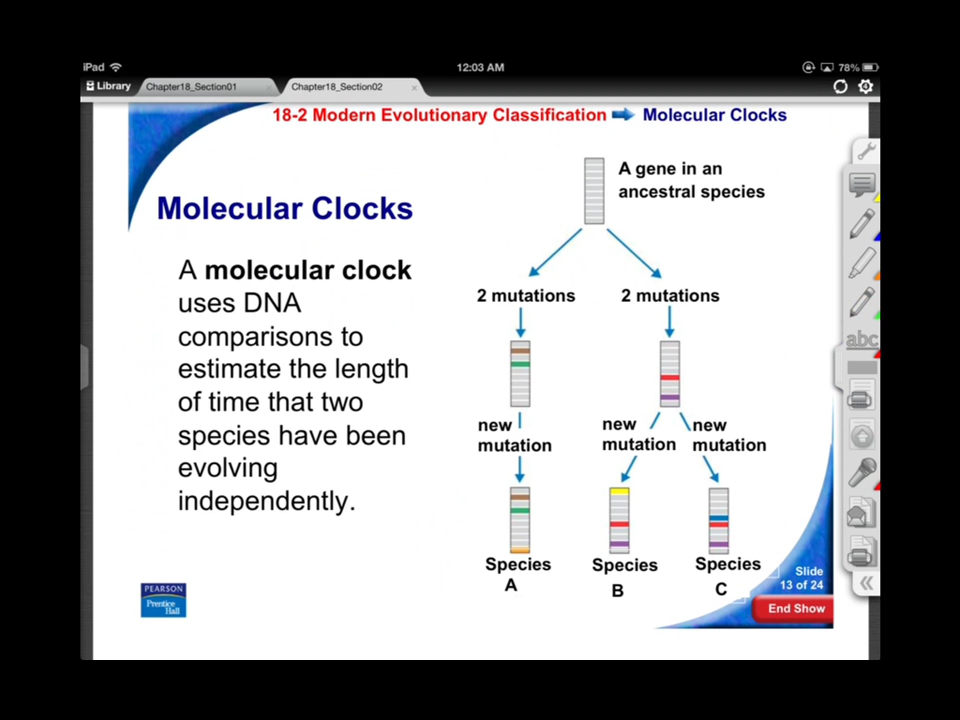 iPad
12:03 AM
78%
Library
Chapter18_Section01
Chapter18_Section02
18-2 Modern Evolutionary Classification
Molecular Clocks
Molecular Clocks
A molecular clock
uses DNA
comparisons to
estimate the length
of time that two
species have been
evolving
independently.
A gene in an
ancestral species
2 mutations
2 mutations
new
mutation
new
mutation
new
mutation
Species
A
Species
B
Species
C
abc
Slide
13 of 24
End Show
PEARSON
Prentice
Hall